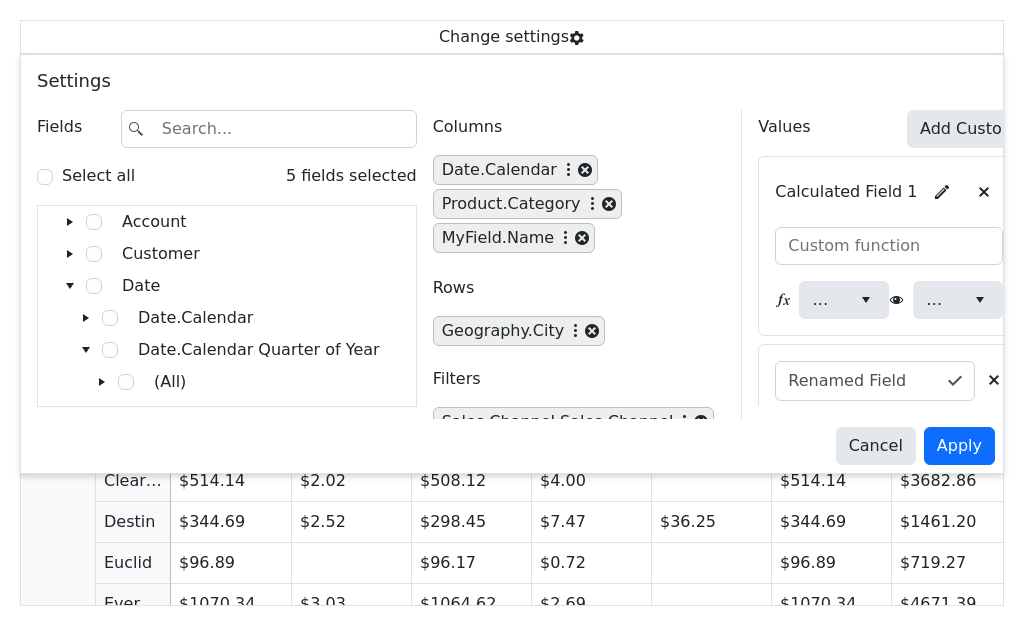 Change settings
Settings
Fields
Search...
Select all
5 fields selected
Account
Customer
Date
Date.Calendar
Date.Calendar Quarter of Year
(All)
Columns
Date.Calendar
Product.Category
MyField.Name
Rows
Geography.City
Filters
Sales Channel.Sales Channel
Values
Add Custo
Calculated Field 1
Custom function
fx ... ...
Renamed Field
Cancel
Apply
Clear... $514.14 $2.02 $508.12 $4.00 $514.14 $3682.86
Destin $344.69 $2.52 $298.45 $7.47 $36.25 $344.69 $1461.20
Euclid $96.89 $96.17 $0.72 $96.89 $719.27
Ever $1070.34 $3.03 $1064.62 $2.69 $1070.34 $4671.39